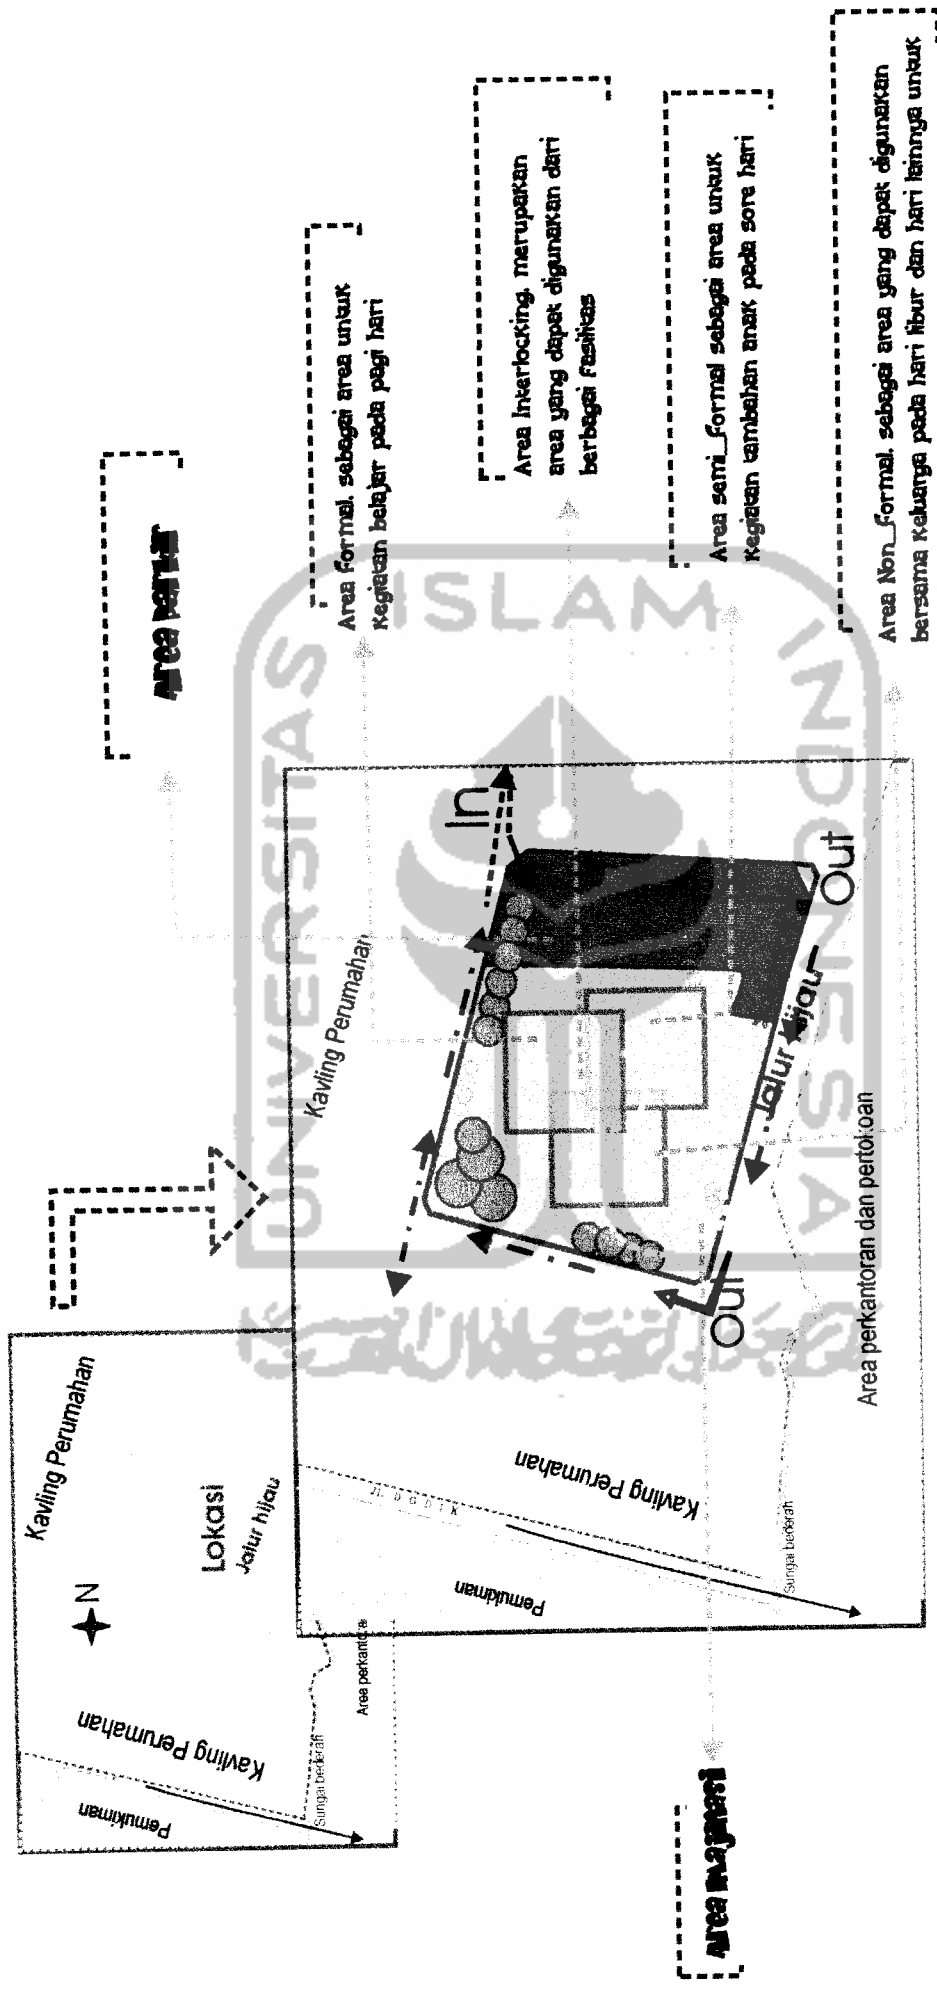 Kavling Perumahan
N
Lokasi
Jalur hijau
Kavling Perumahan
Pemukiman
Sungai bederah
Area perkantora
Area parkir
Area Formal, sebagai area untuk
Kegiatan belajar pada pagi hari
Area Interlocking, merupakan
area yang dapat digunakan dari
berbagai Fasilitas
Area semi_Formal sebagai area untuk
Kegiatan tambahan anak pada sore hari
Area Non_Formal, sebagai area yang dapat digunakan
bersama Keluarga pada hari libur dan hari lainnya untuk
Kavling Perumahan
In
Out
Jalur Hijau
Out
Area perkantoran dan pertokoan
Kavling Perumahan
Pemukiman
Sungai bederah
UNIVERSITAS
ISLAM
INDONESIA